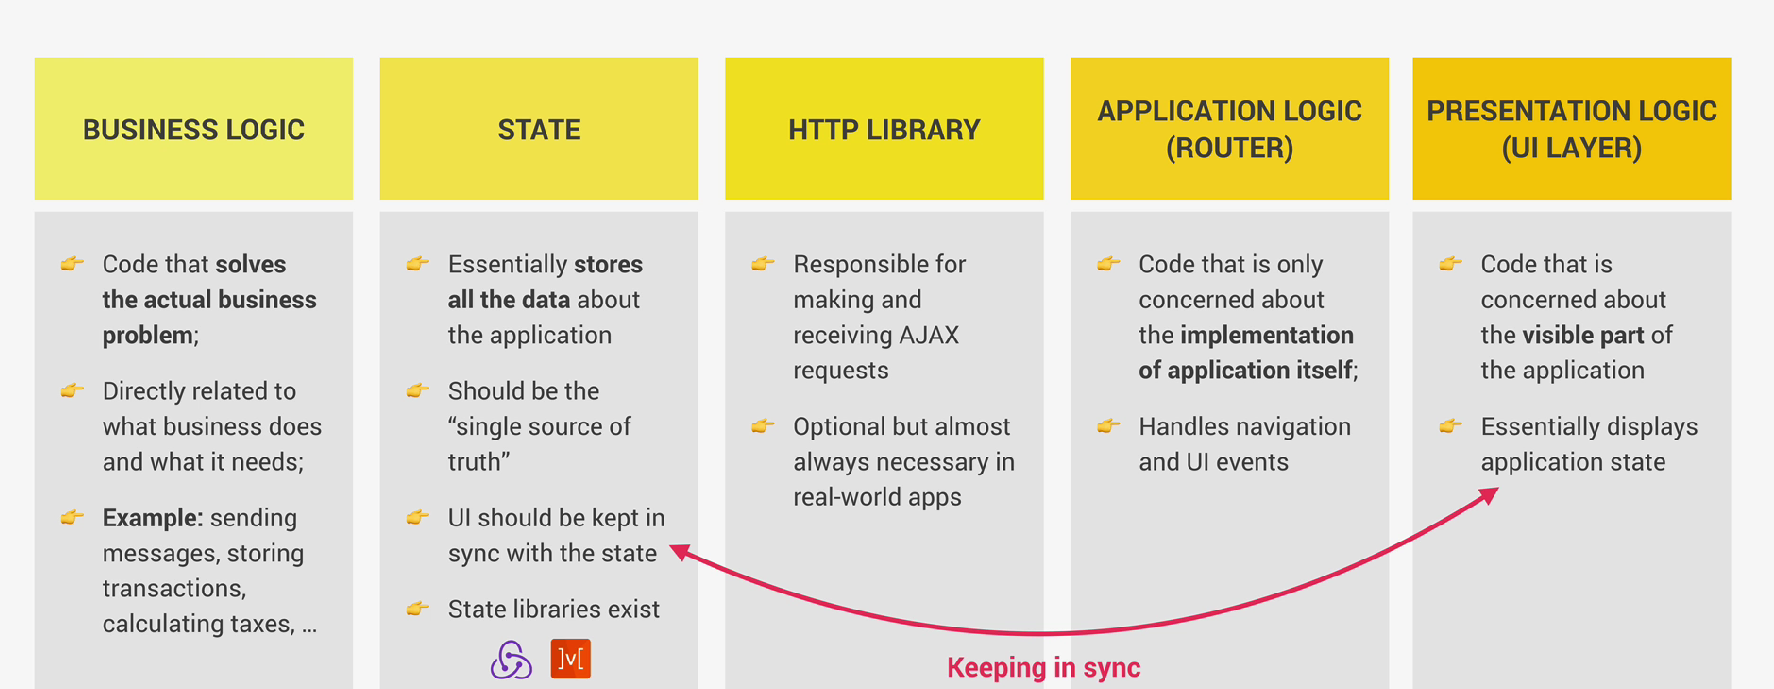 BUSINESS LOGIC
Code that solves
the actual business
problem;
Directly related to
what business does
and what it needs;
Example: sending
messages, storing
transactions,
calculating taxes, ...
STATE
Essentially stores
all the data about
the application
Should be the
“single source of
truth”
UI should be kept in
sync with the state
State libraries exist
]v[
HTTP LIBRARY
Responsible for
making and
receiving AJAX
requests
Optional but almost
always necessary in
real-world apps
APPLICATION LOGIC
(ROUTER)
Code that is only
concerned about
the implementation
of application itself;
Handles navigation
and UI events
PRESENTATION LOGIC
(UI LAYER)
Code that is
concerned about
the visible part of
the application
Essentially displays
application state
Keeping in sync